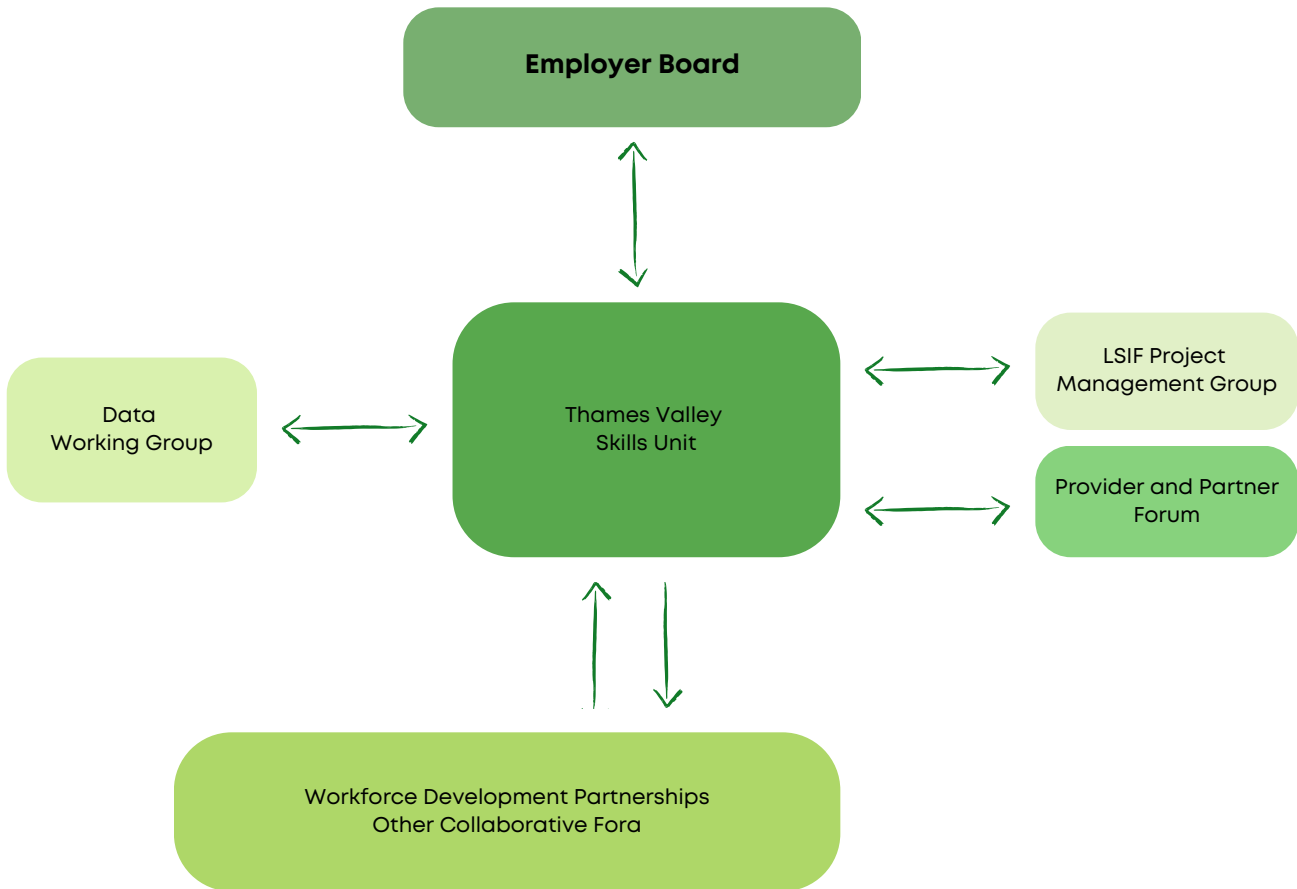 Employer Board
Data
Working Group
Thames Valley
Skills Unit
LSIF Project
Management Group
Provider and Partner
Forum
Workforce Development Partnerships
Other Collaborative Fora